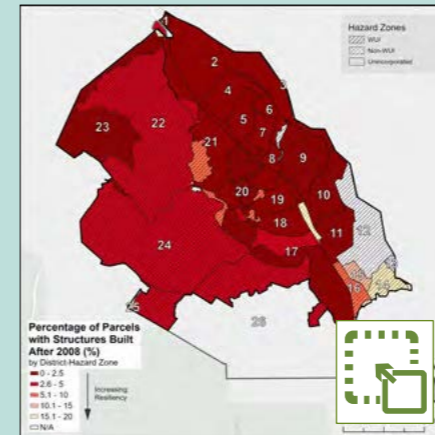 1
Hazard Zones
WUI
Non-WUI
Unincorporated
2
3
4
6
5
7
23
22
21
8
9
20
19
10
18
11
12
17
24
16
14
25
26
Percentage of Parcels
with Structures Built
After 2008 (%)
by District-Hazard Zone
0 - 2.5
2.6 - 5
5.1 - 10
10.1 - 15
15.1 - 20
N/A
Increasing
Resiliency